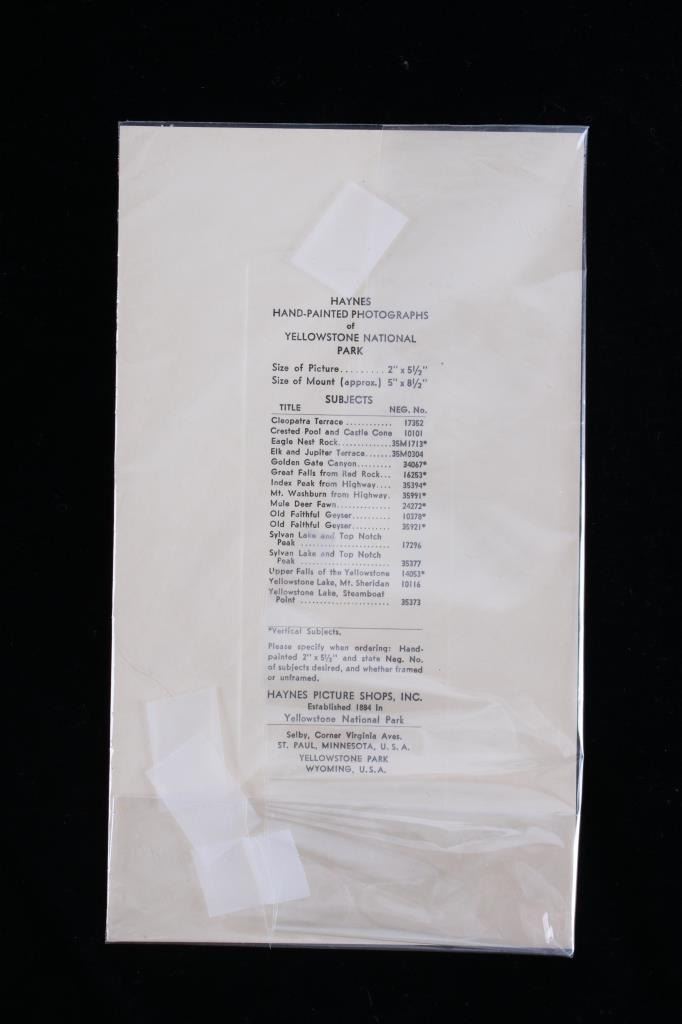 HAYNES
HAND-PAINTED PHOTOGRAPHS
of
YELLOWSTONE NATIONAL
PARK
Size of Picture......... 2" x 5½"
Size of Mount (approx.) 5" x 8½"
SUBJECTS
TITLE NEG. No.
Cleopatra Terrace ............ 17352
Crested Pool and Castle Cone 10101
Eagle Nest Rock.............35M1713*
Elk and Jupiter Terrace.......35M0304
Golden Gate Canyon......... 34067*
Great Falls from Red Rock... 16253*
Index Peak from Highway.... 35394*
Mt. Washburn from Highway. 35991*
Mule Deer Fawn............. 24272*
Old Faithful Geyser.......... 10378*
Old Faithful Geyser.......... 35921*
Sylvan Lake and Top Notch
Peak ....................... 17296
Sylvan Lake and Top Notch
Peak ....................... 35377
Upper Falls of the Yellowstone 14053*
Yellowstone Lake, Mt. Sheridan 10116
Yellowstone Lake, Steamboat
Point ....................... 35373
*Vertical Subjects.
Please specify when ordering: Hand-
painted 2" x 5½" and state Neg. No.
of subjects desired, and whether framed
or unframed.
HAYNES PICTURE SHOPS, INC.
Established 1884 in
Yellowstone National Park
Selby, Corner Virginia Aves.
ST. PAUL, MINNESOTA, U. S. A.
YELLOWSTONE PARK
WYOMING, U.S.A.